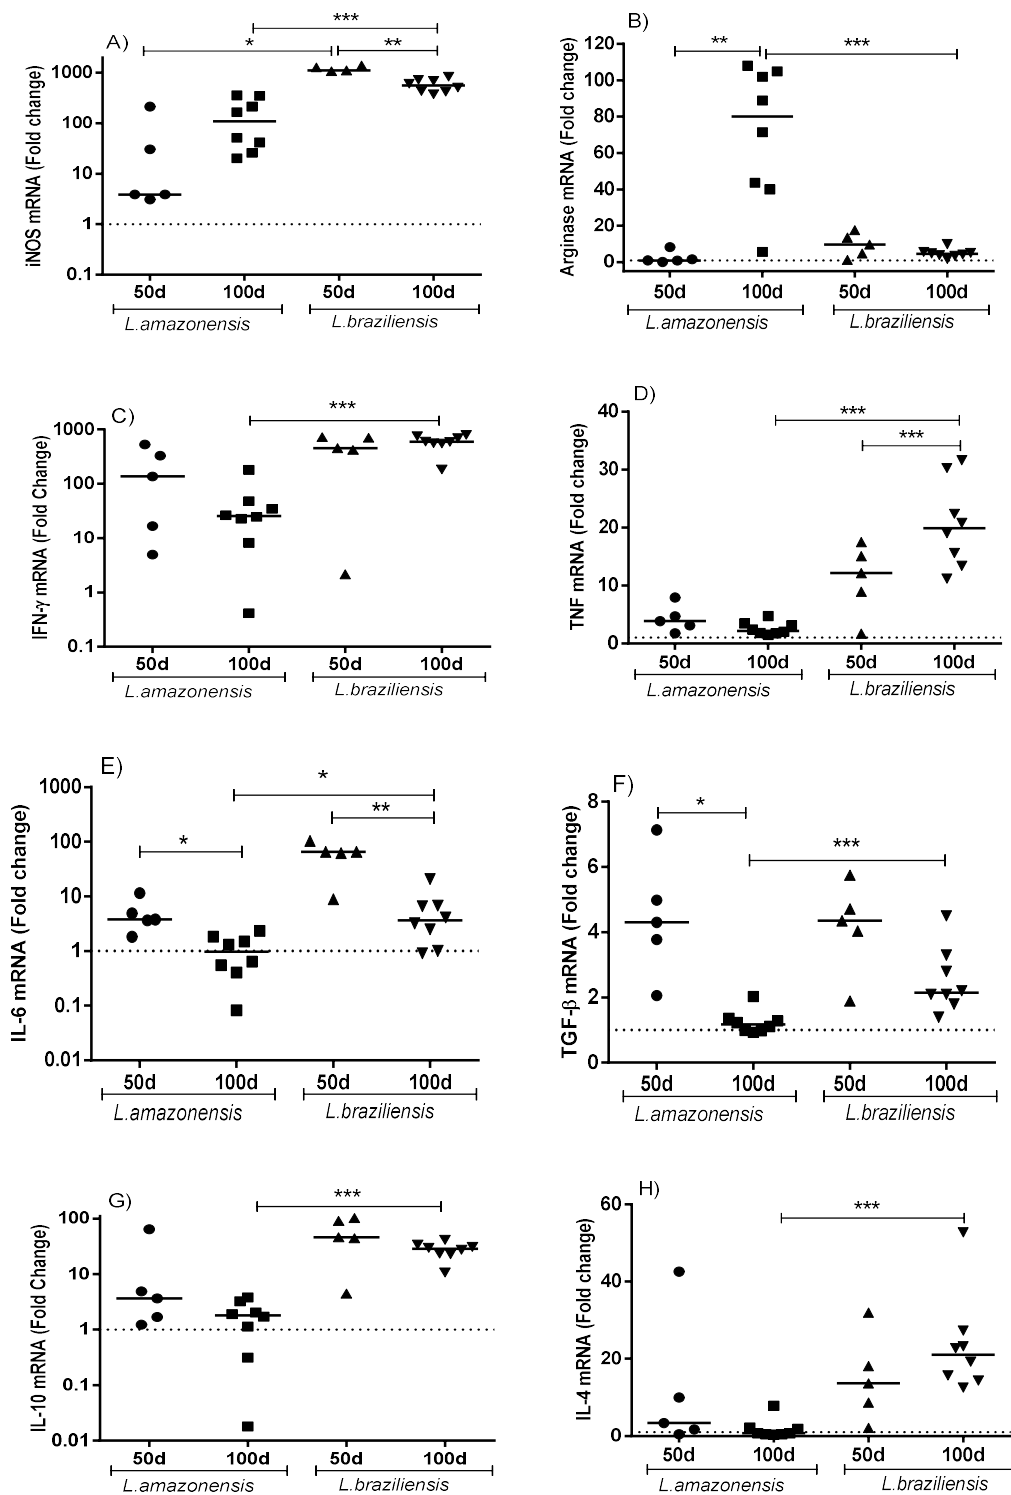 A)
***
*
**
iNOS mRNA (Fold change)
1000
100
10
1
0.1
50d 100d 50d 100d
L.amazonensis L.braziliensis
B)
**
***
Arginase mRNA (Fold change)
120
100
80
60
40
20
0
50d 100d 50d 100d
L.amazonensis L.braziliensis
C)
***
IFN-γ mRNA (Fold Change)
1000
100
10
1
0.1
50d 100d 50d 100d
L.amazonensis L.braziliensis
D)
***
***
TNF mRNA (Fold change)
40
30
20
10
0
50d 100d 50d 100d
L.amazonensis L.braziliensis
E)
*
**
*
IL-6 mRNA (Fold change)
1000
100
10
1
0.1
0.01
50d 100d 50d 100d
L.amazonensis L.braziliensis
F)
*
***
TGF-β mRNA (Fold change)
8
6
4
2
0
50d 100d 50d 100d
L.amazonensis L.braziliensis
G)
***
IL-10 mRNA (Fold Change)
100
10
1
0.1
0.01
50d 100d 50d 100d
L.amazonensis L.braziliensis
H)
***
IL-4 mRNA (Fold change)
60
40
20
0
50d 100d 50d 100d
L.amazonensis L.braziliensis